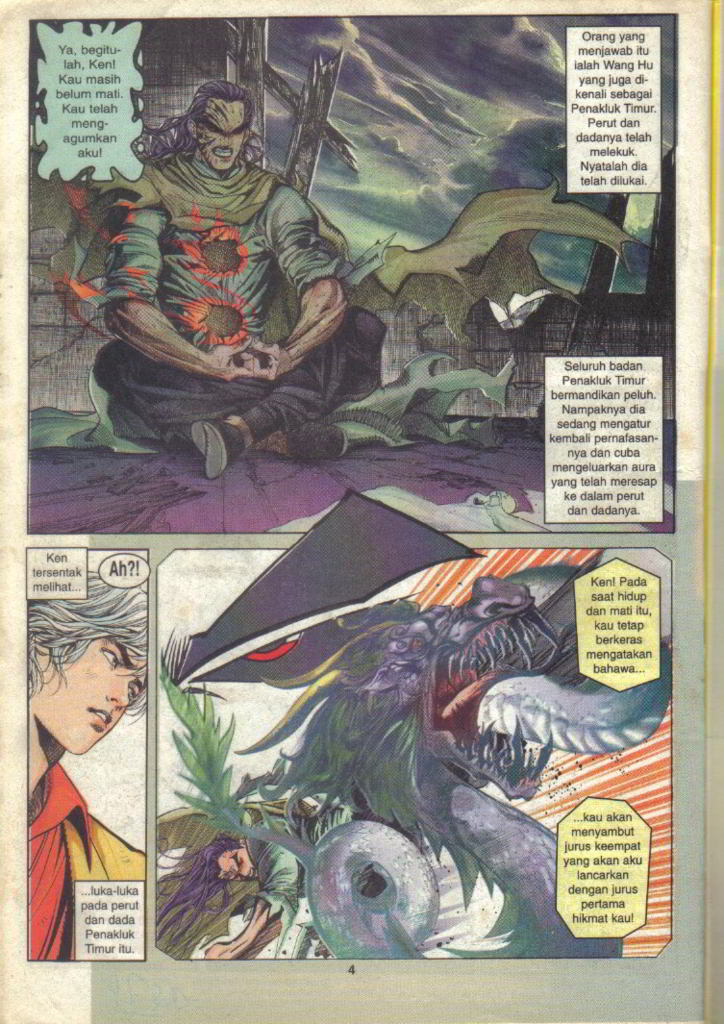 Ya, begitu-
lah, Ken!
Kau masih
belum mati.
Kau telah
meng-
agumkan
aku!
Orang yang
menjawab itu
ialah Wang Hu
yang juga di-
kenali sebagai
Penakluk Timur.
Perut dan
dadanya telah
melekuk.
Nyatalah dia
telah dilukai.
Seluruh badan
Penakluk Timur
bermandikan peluh.
Nampaknya dia
sedang mengatur
kembali pernafasan-
nya dan cuba
mengeluarkan aura
yang telah meresap
ke dalam perut
dan dadanya.
Ken
tersentak
melihat...
Ah?!
...luka-luka
pada perut
dan dada
Penakluk
Timur itu.
Ken! Pada
saat hidup
dan mati itu,
kau tetap
berkeras
mengatakan
bahawa...
...kau akan
menyambut
jurus keempat
yang akan aku
lancarkan
dengan jurus
pertama
hikmat kau!
4